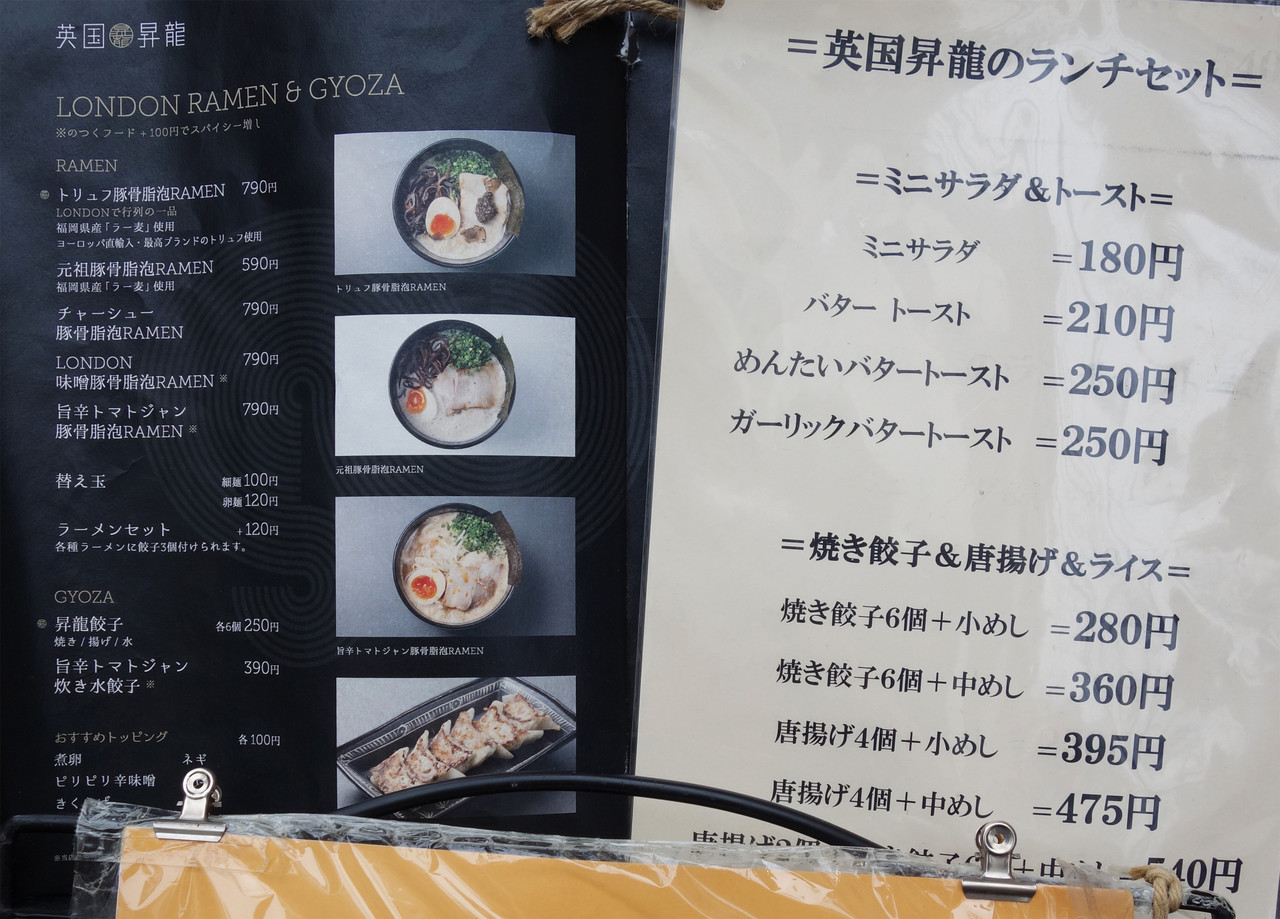 英国 昇龍
LONDON RAMEN & GYOZA
※のつくフード +100円でスパイシー増し
RAMEN
トリュフ豚骨脂泡RAMEN 790円
LONDONで行列の一品
福岡県産「ラー麦」使用
ヨーロッパ直輸入・最高ブランドのトリュフ使用
元祖豚骨脂泡RAMEN 590円
福岡県産「ラー麦」使用
チャーシュー 790円
豚骨脂泡RAMEN
LONDON 790円
味噌豚骨脂泡RAMEN ※
旨辛トマトジャン 790円
豚骨脂泡RAMEN ※
替え玉 細麺100円
卵麺120円
ラーメンセット +120円
各種ラーメンに餃子3個付けられます。
GYOZA
昇龍餃子 各6個 250円
焼き / 揚げ / 水
旨辛トマトジャン 390円
炊き水餃子 ※
おすすめトッピング 各100円
煮卵 ネギ
ピリピリ辛味噌
きく
※当店
トリュフ豚骨脂泡RAMEN
元祖豚骨脂泡RAMEN
旨辛トマトジャン豚骨脂泡RAMEN
=英国昇龍のランチセット=
=ミニサラダ&トースト=
ミニサラダ =180円
バター トースト =210円
めんたいバタートースト =250円
ガーリックバタートースト =250円
=焼き餃子&唐揚げ&ライス=
焼き餃子6個+小めし =280円
焼き餃子6個+中めし =360円
唐揚げ4個+小めし =395円
唐揚げ4個+中めし =475円
唐揚げ2個 +中めし 540円